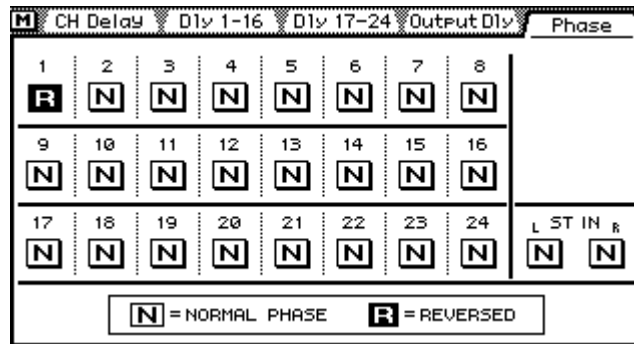 M CH Delay Dly 1-16 Dly 17-24 Output Dly Phase
1 2 3 4 5 6 7 8
R N N N N N N N
9 10 11 12 13 14 15 16
N N N N N N N N
17 18 19 20 21 22 23 24 L ST IN R
N N N N N N N N N N
N = NORMAL PHASE R = REVERSED